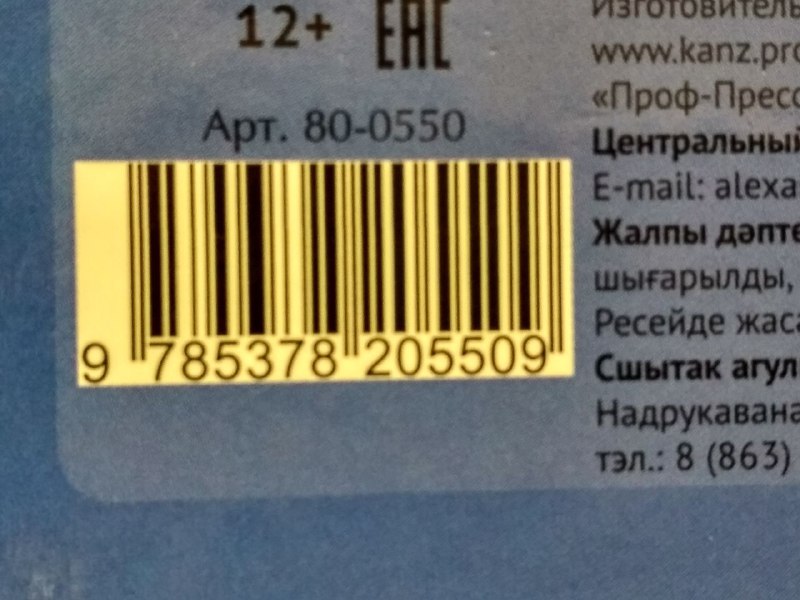 12+ ЕАС
Арт. 80-0550
9 785378 205509
Изготовитель
www.kanz.pro
«Проф-Пресс
Центральный
E-mail: alexa
Жалпы дәпте
шығарылды,
Ресейде жаса
Сшытак агул
Надрукавана
тэл.: 8 (863)